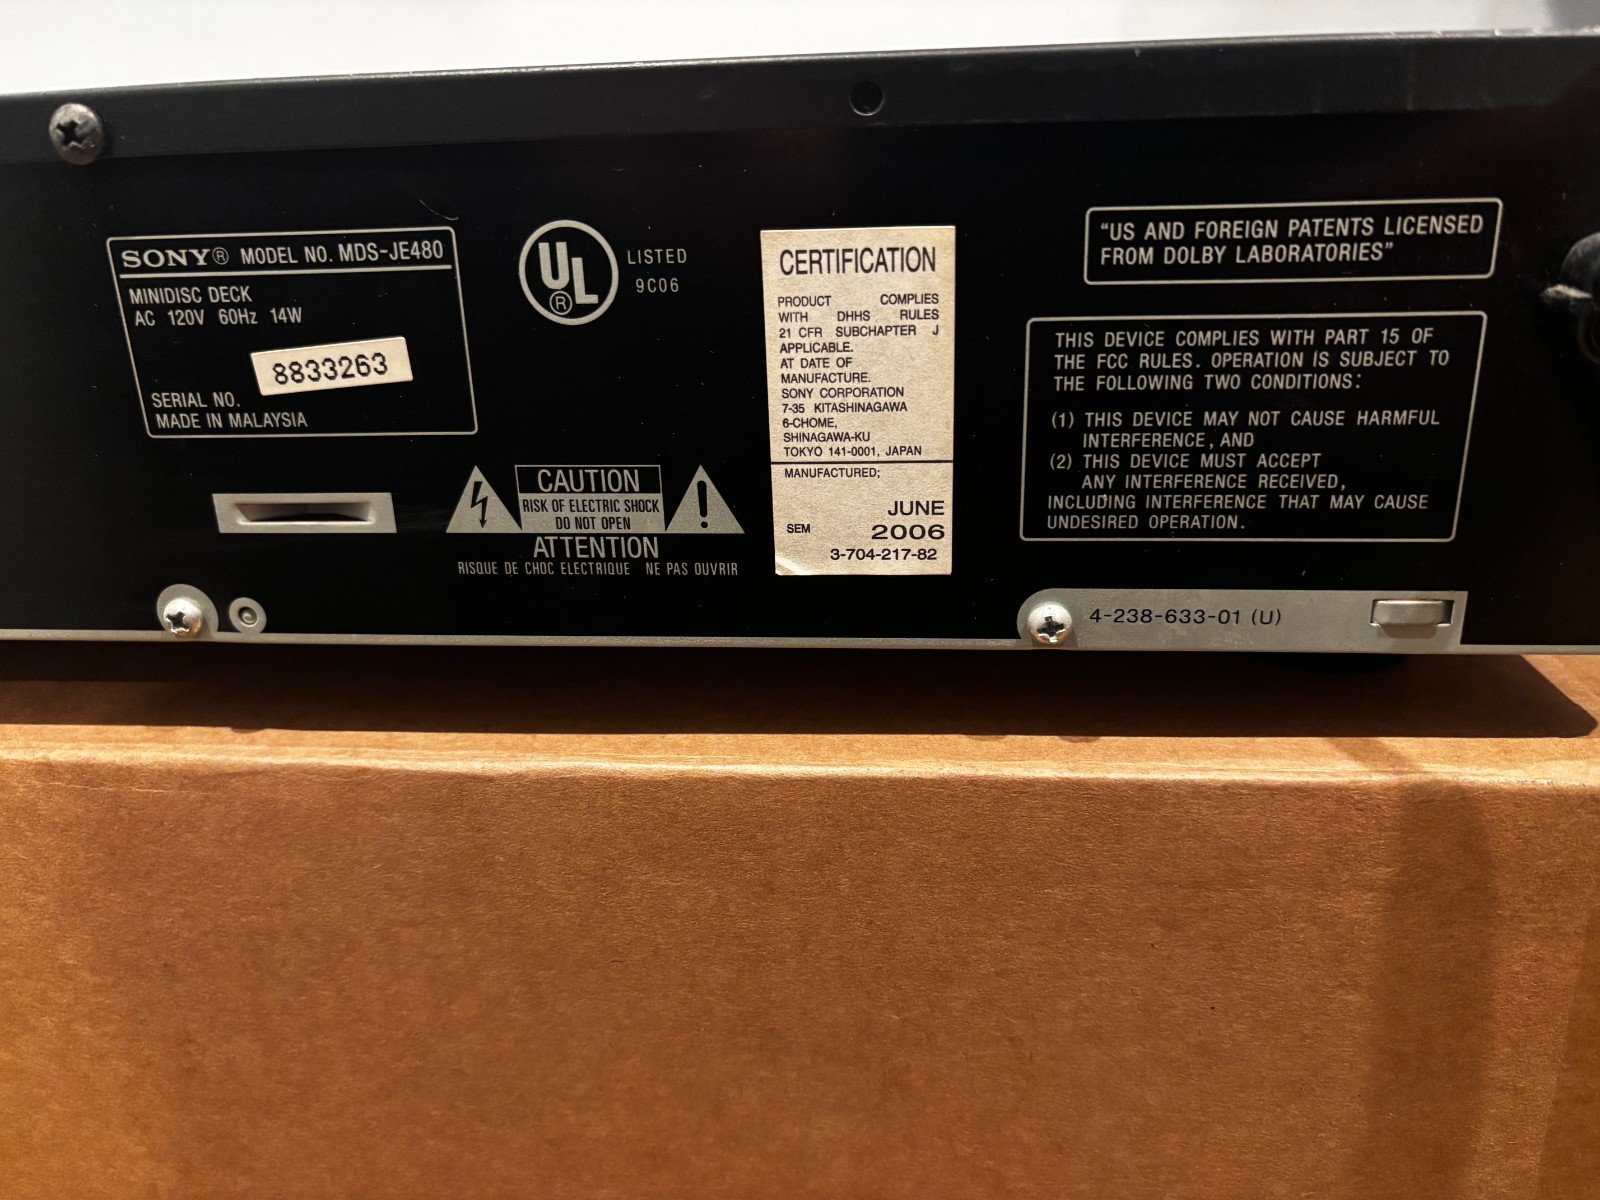 SONY® MODEL NO. MDS-JE480
MINIDISC DECK
AC 120V 60Hz 14W
8833263
SERIAL NO.
MADE IN MALAYSIA
UL
®
LISTED
9C06
CAUTION
RISK OF ELECTRIC SHOCK
DO NOT OPEN
ATTENTION
RISQUE DE CHOC ELECTRIQUE NE PAS OUVRIR
CERTIFICATION
PRODUCT COMPLIES
WITH DHHS RULES
21 CFR SUBCHAPTER J
APPLICABLE.
AT DATE OF
MANUFACTURE.
SONY CORPORATION
7-35 KITASHINAGAWA
6-CHOME,
SHINAGAWA-KU
TOKYO 141-0001, JAPAN
MANUFACTURED;
JUNE
SEM 2006
3-704-217-82
"US AND FOREIGN PATENTS LICENSED
FROM DOLBY LABORATORIES"
THIS DEVICE COMPLIES WITH PART 15 OF
THE FCC RULES. OPERATION IS SUBJECT TO
THE FOLLOWING TWO CONDITIONS:
(1) THIS DEVICE MAY NOT CAUSE HARMFUL
INTERFERENCE, AND
(2) THIS DEVICE MUST ACCEPT
ANY INTERFERENCE RECEIVED,
INCLUDING INTERFERENCE THAT MAY CAUSE
UNDESIRED OPERATION.
4-238-633-01 (U)